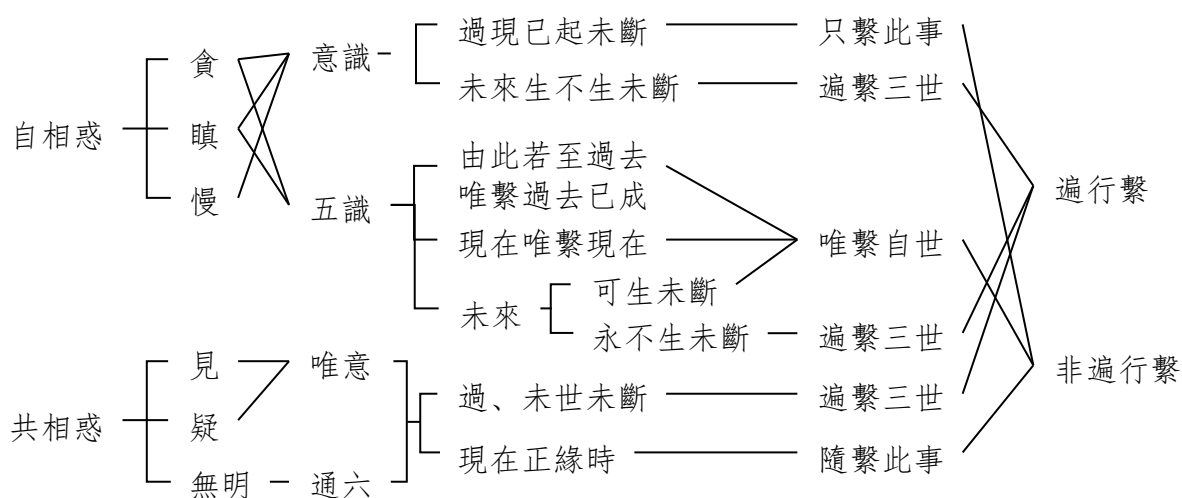 過現已起未斷
只繫此事
貪
意識
未來生不生未斷
遍繫三世
自相惑
瞋
由此若至過去
唯繫過去已成
慢
五識
遍行繫
現在唯繫現在
唯繫自世
未來
可生未斷
永不生未斷
遍繫三世
見
唯意
非遍行繫
過、未世未斷
遍繫三世
共相惑
疑
現在正緣時
隨繫此事
無明
通六